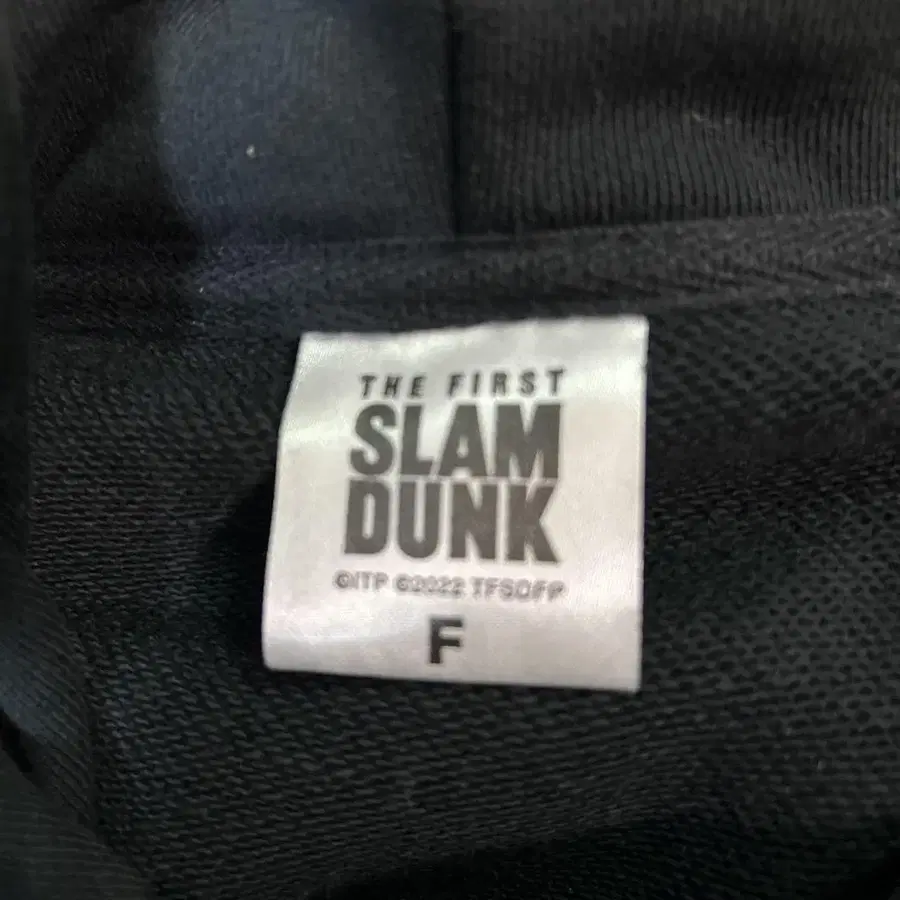 THE FIRST
SLAM
DUNK
©ITP ©2022 TFSDFP
F